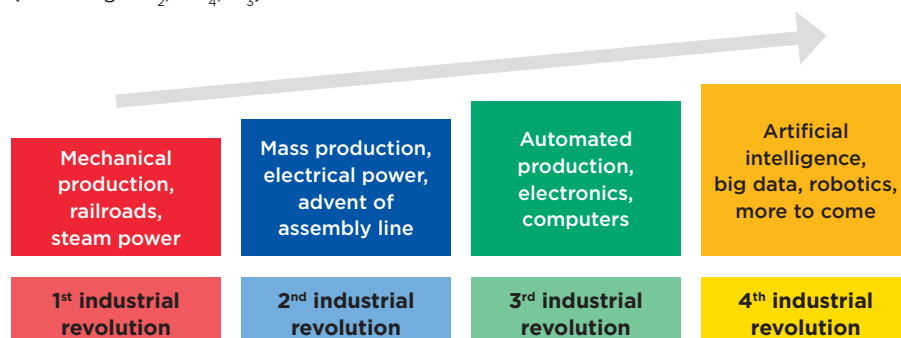 Mechanical
production,
railroads,
steam power
Mass production,
electrical power,
advent of
assembly line
Automated
production,
electronics,
computers
Artificial
intelligence,
big data, robotics,
more to come
1st industrial
revolution
2nd industrial
revolution
3rd industrial
revolution
4th industrial
revolution